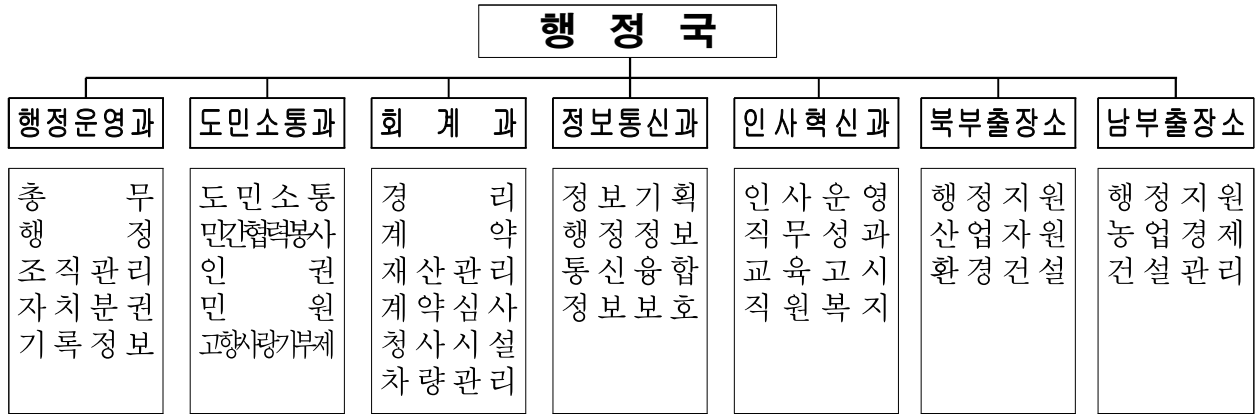 행 정 국
행정운영과
도민소통과
회 계 과
정보통신과
인사혁신과
북부출장소
남부출장소
총 무
행 정
조직관리
자치분권
기록정보
도민소통
민간협력봉사
인 권
민 원
고향사랑기부제
경 리
계 약
재산관리
계약심사
청사시설
차량관리
정보기획
행정정보
통신융합
정보보호
인사운영
직무성과
교육고시
직원복지
행정지원
산업자원
환경건설
행정지원
농업경제
건설관리